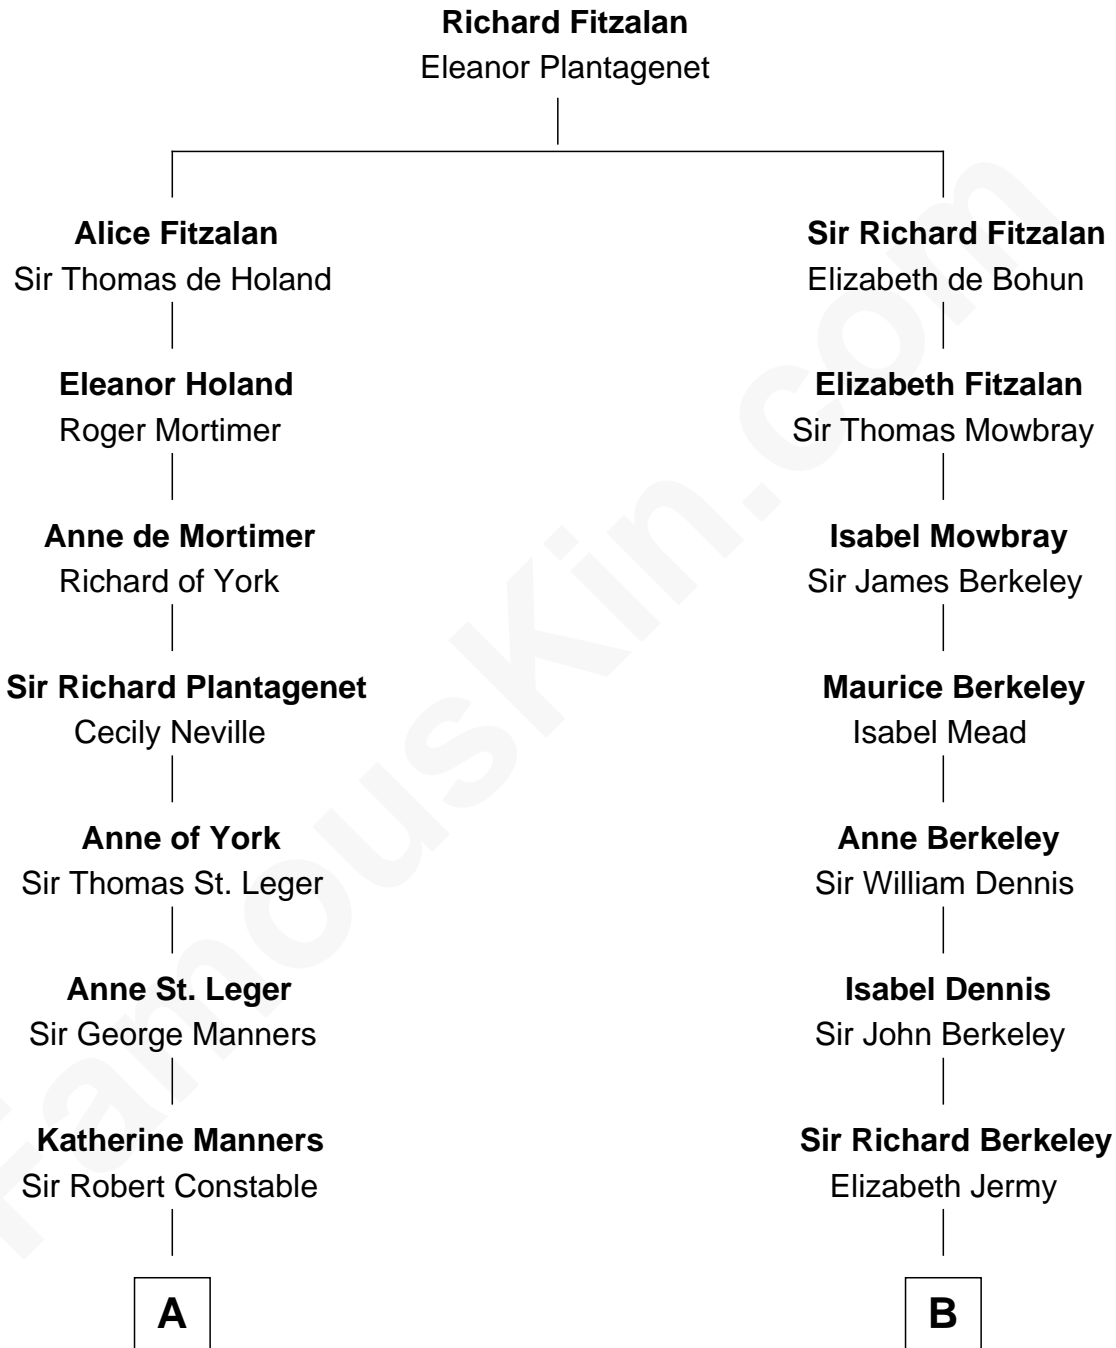 Richard Fitzalan
Eleanor Plantagenet
Alice Fitzalan
Sir Thomas de Holand
Sir Richard Fitzalan
Elizabeth de Bohun
Eleanor Holand
Roger Mortimer
Elizabeth Fitzalan
Sir Thomas Mowbray
Anne de Mortimer
Richard of York
Isabel Mowbray
Sir James Berkeley
Sir Richard Plantagenet
Cecily Neville
Maurice Berkeley
Isabel Mead
Anne of York
Sir Thomas St. Leger
Anne Berkeley
Sir William Dennis
Anne St. Leger
Sir George Manners
Isabel Dennis
Sir John Berkeley
Katherine Manners
Sir Robert Constable
Sir Richard Berkeley
Elizabeth Jermy
A
B
FamousKin.com